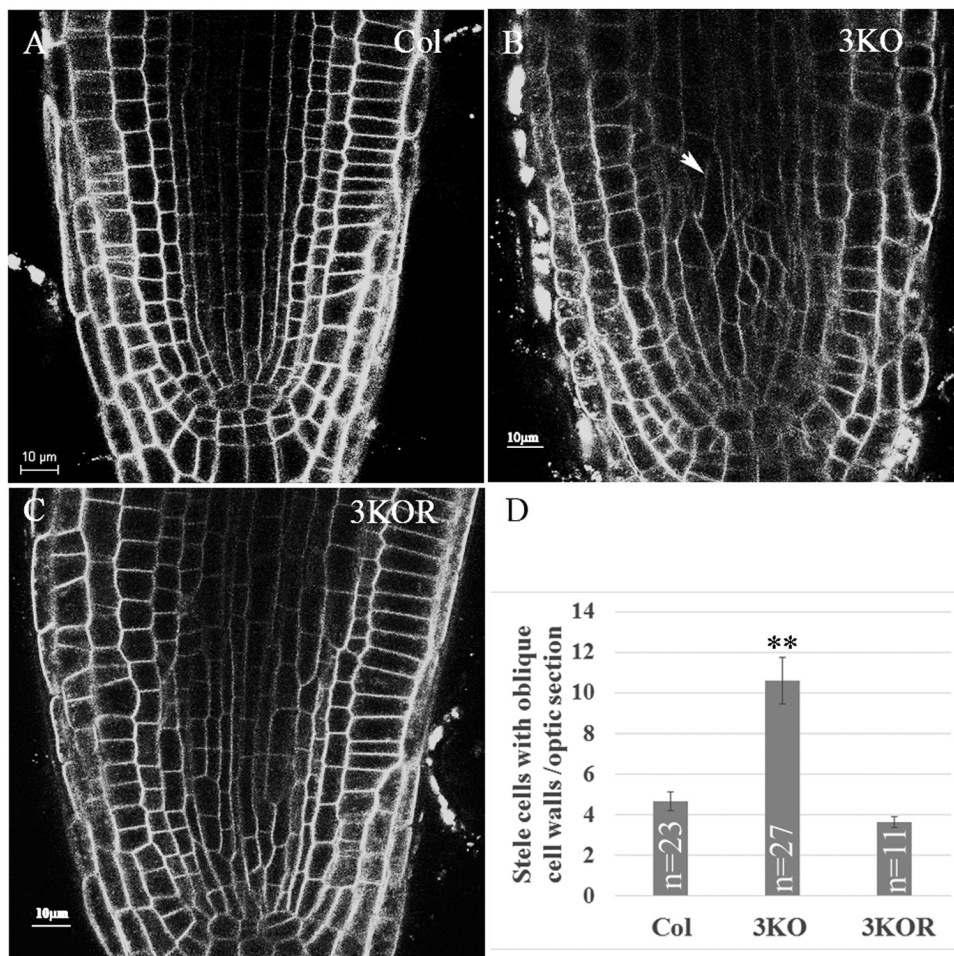 A
Col
10 µm
B
3KO
10µm
C
3KOR
10µm
D
Stele cells with oblique
cell walls /optic section
14
12
10
8
6
4
2
0
**
n=23
n=27
n=11
Col
3KO
3KOR